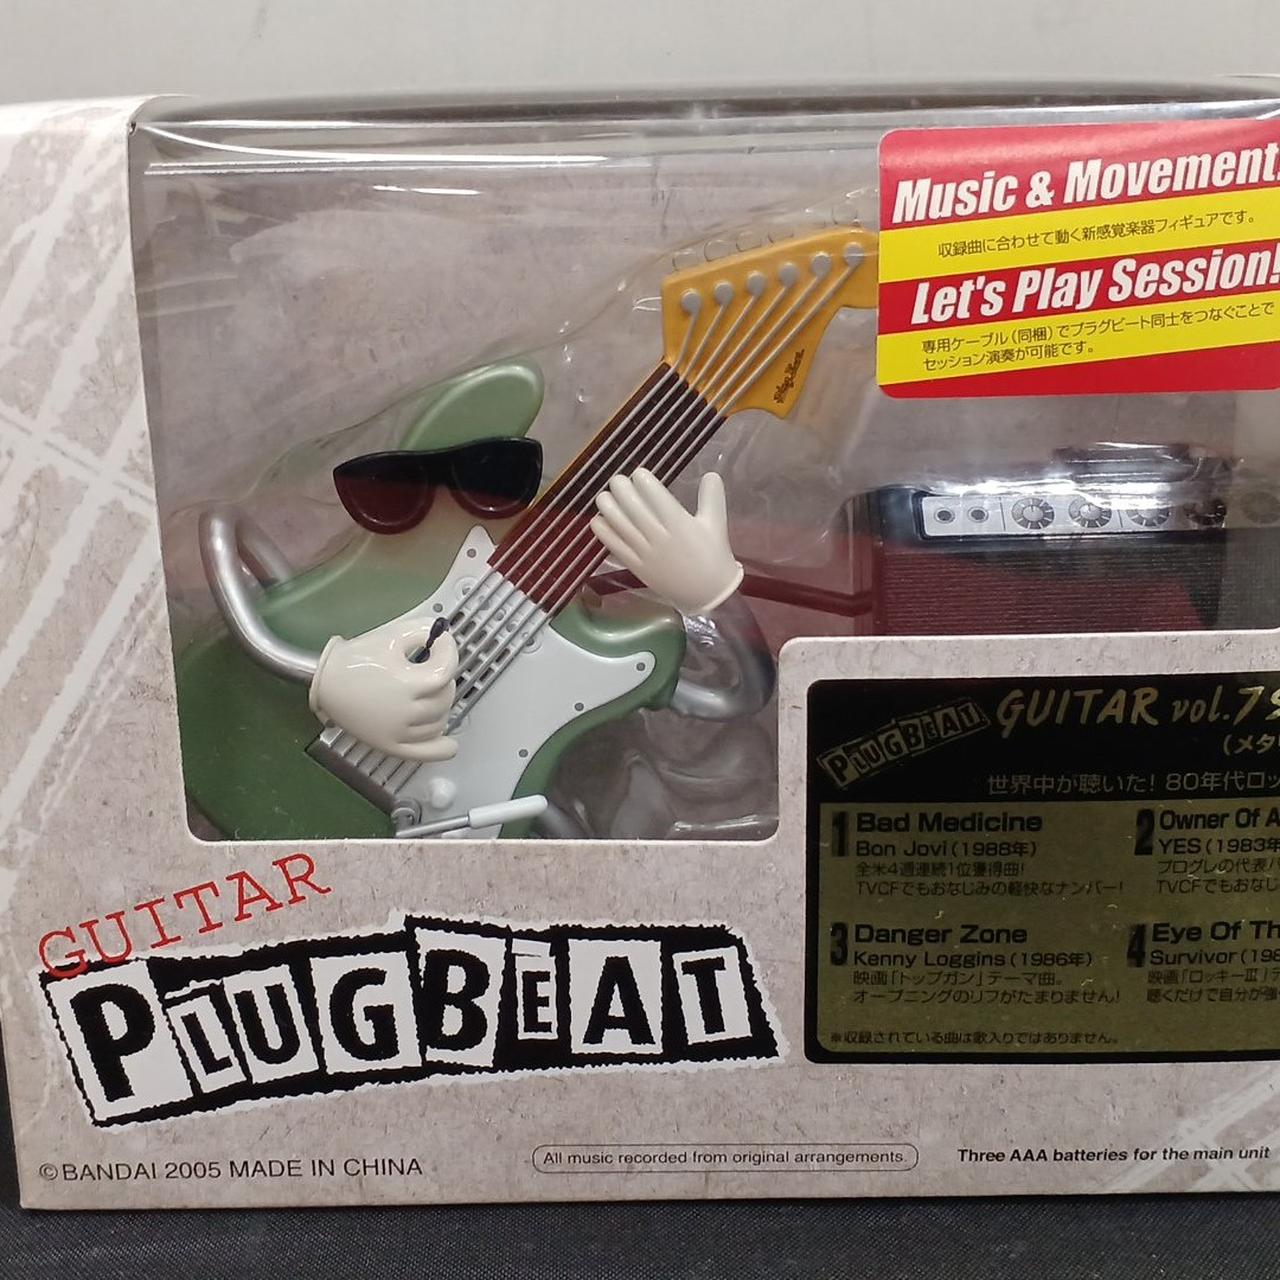 Music & Movement!
収録曲に合わせて動く新感覚楽器フィギュアです。
Let's Play Session!
専用ケーブル(同梱)でプラグビート同士をつなぐことで
セッション演奏が可能です。
PLUGBEAT GUITAR vol.7
世界中が聴いた! 80年代ロッ
1 Bad Medicine
Bon Jovi(1988年)
全米4週連続1位獲得曲!
TVCFでもおなじみの軽快なナンバー!
2 Owner Of A
YES(1983年
プログレの代表
TVCFでもおなじ
3 Danger Zone
Kenny Loggins(1986年)
映画「トップガン」テーマ曲。
オープニングのリフがたまりません!
4 Eye Of Th
Survivor(198
映画「ロッキーⅢ」テ
聴くだけで自分が強
※収録されている曲は歌入りではありません。
GUITAR
PLUGBEAT
©BANDAI 2005 MADE IN CHINA
All music recorded from original arrangements.
Three AAA batteries for the main unit